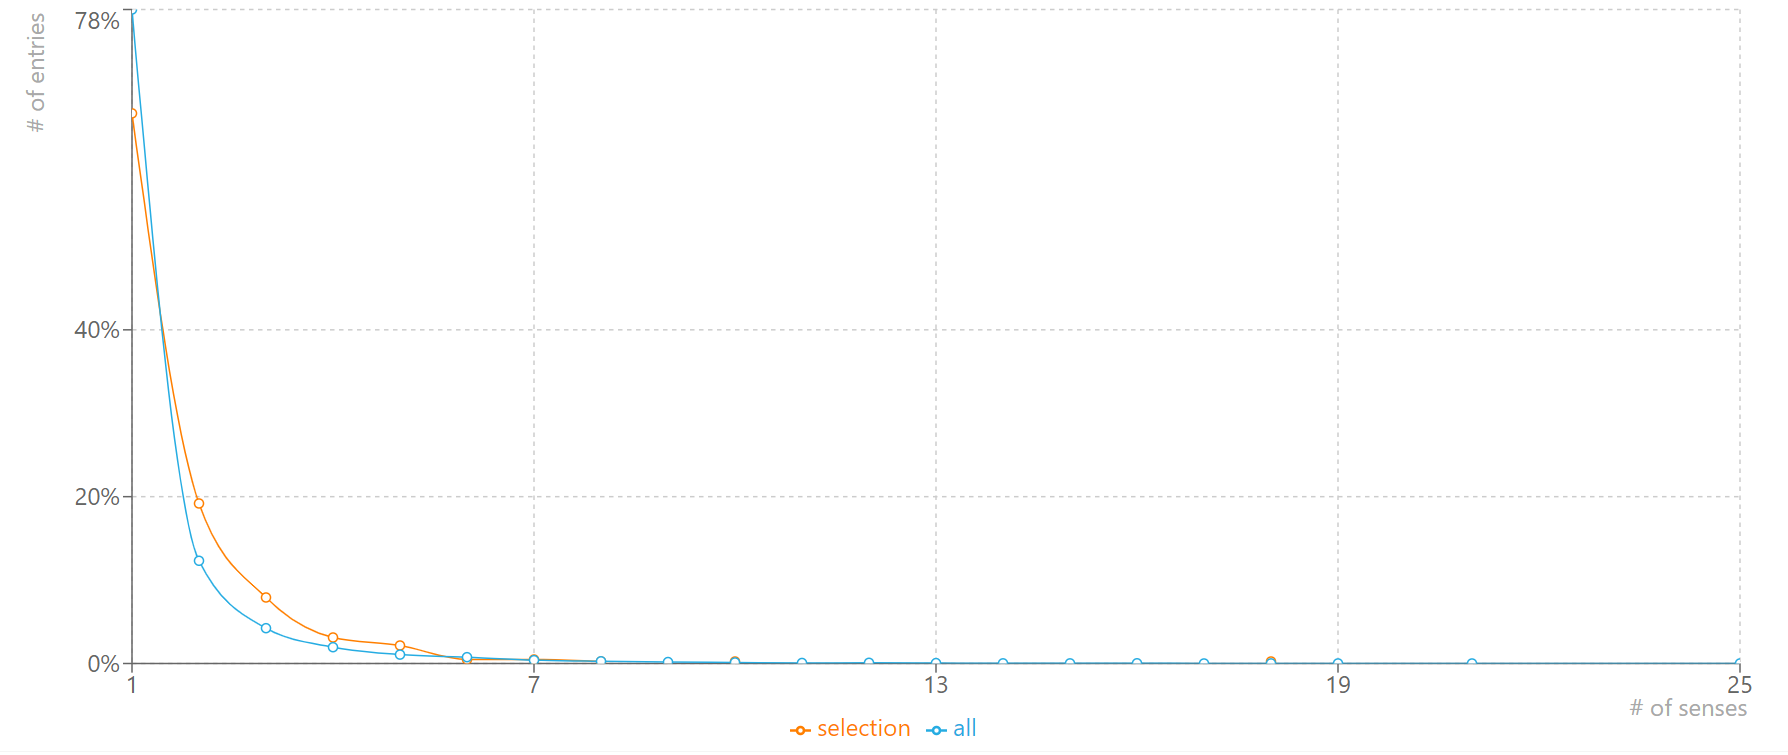 # of entries
78%
40%
20%
0%
1 7 13 19 25
# of senses
selection all